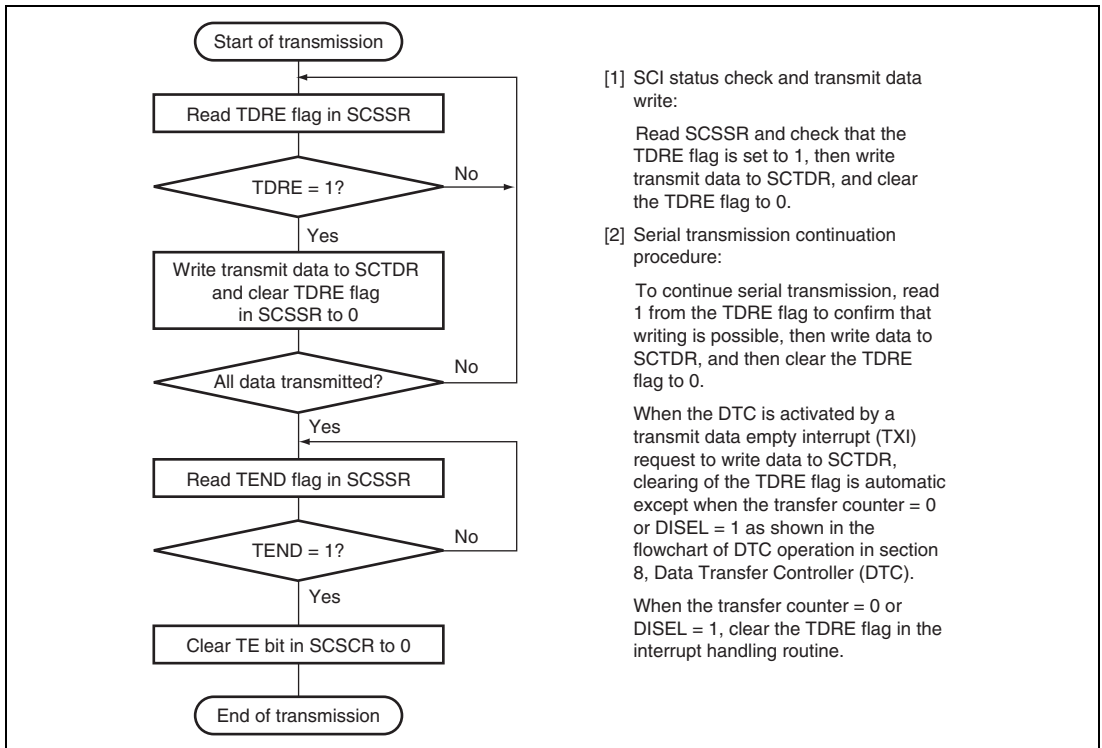 Start of transmission
Read TDRE flag in SCSSR
TDRE = 1?
No
Yes
Write transmit data to SCTDR
and clear TDRE flag
in SCSSR to 0
All data transmitted?
No
Yes
Read TEND flag in SCSSR
TEND = 1?
No
Yes
Clear TE bit in SCSCR to 0
End of transmission
[1] SCI status check and transmit data
write:
Read SCSSR and check that the
TDRE flag is set to 1, then write
transmit data to SCTDR, and clear
the TDRE flag to 0.
[2] Serial transmission continuation
procedure:
To continue serial transmission, read
1 from the TDRE flag to confirm that
writing is possible, then write data to
SCTDR, and then clear the TDRE
flag to 0.
When the DTC is activated by a
transmit data empty interrupt (TXI)
request to write data to SCTDR,
clearing of the TDRE flag is automatic
except when the transfer counter = 0
or DISEL = 1 as shown in the
flowchart of DTC operation in section
8, Data Transfer Controller (DTC).
When the transfer counter = 0 or
DISEL = 1, clear the TDRE flag in the
interrupt handling routine.